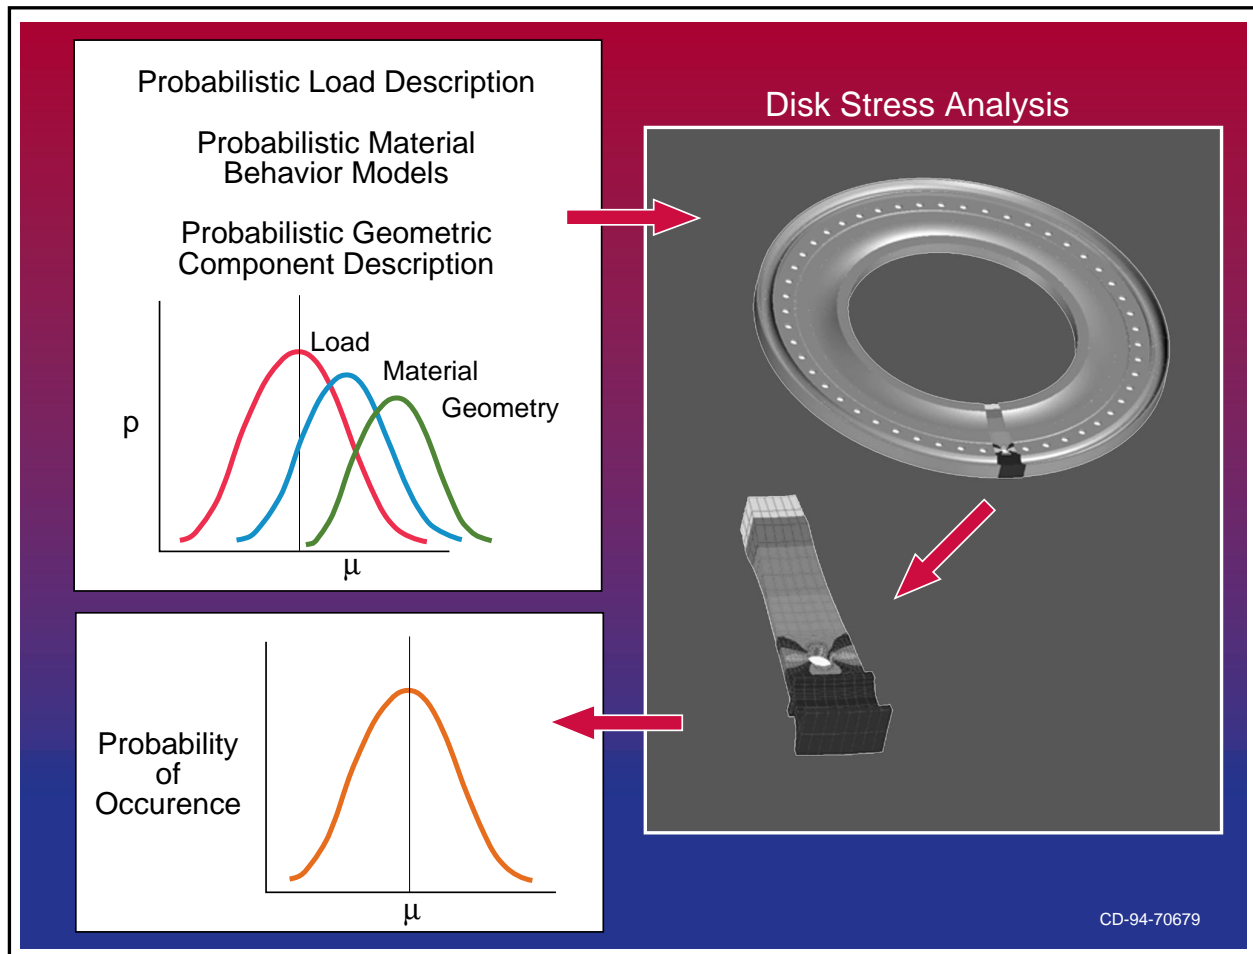 Probabilistic Load Description
Probabilistic Material
Behavior Models
Probabilistic Geometric
Component Description
Load
Material
Geometry
p
μ
Disk Stress Analysis
Probability
of
Occurence
μ
CD-94-70679